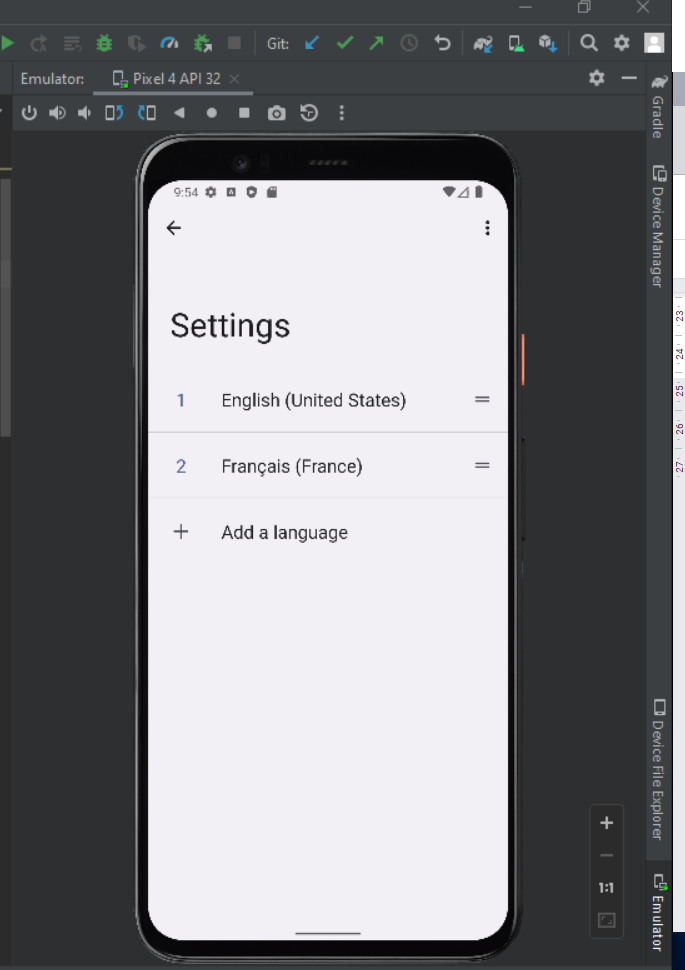 Git:
Emulator:
Pixel 4 API 32
Gradle
Device Manager
9:54
Settings
1 English (United States)
2 Français (France)
+ Add a language
23
24
25
26
27
Device File Explorer
1:1
Emulator